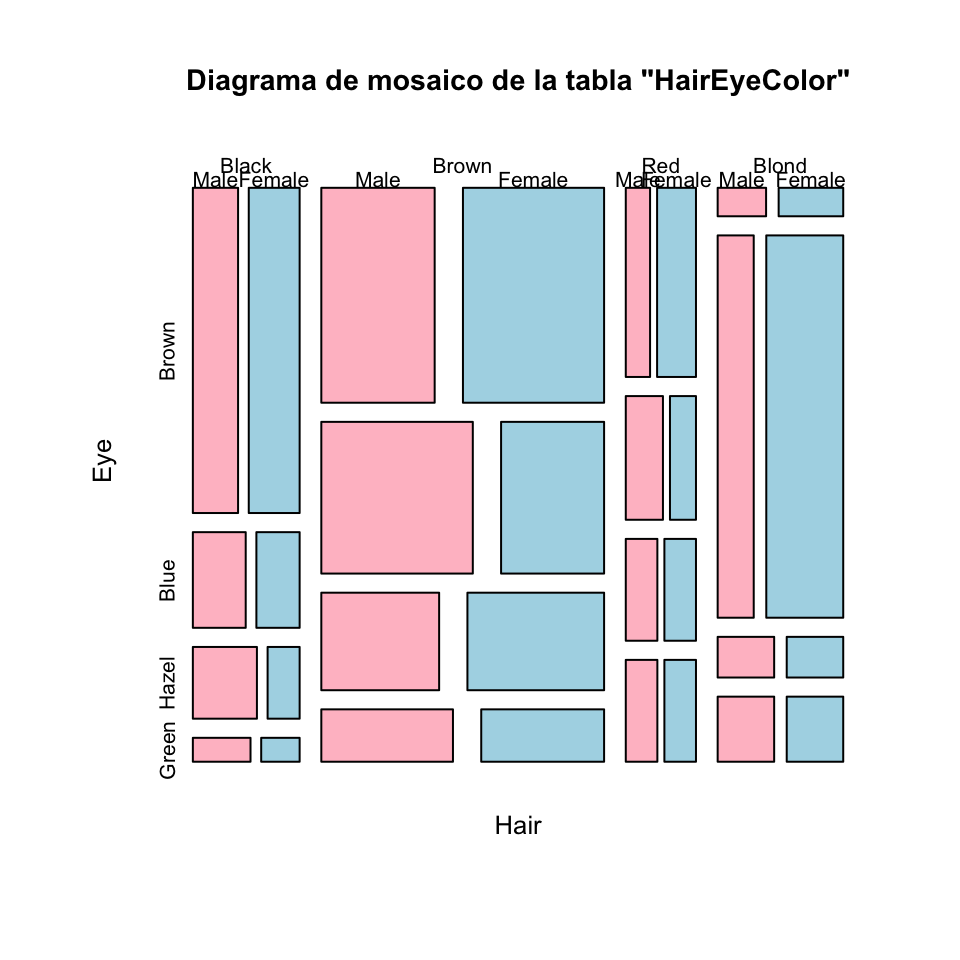 Diagrama de mosaico de la tabla "HairEyeColor"
Black Brown Red Blond
Male Female Male Female Male Female Male Female
Brown
Blue
Hazel
Green
Eye
Hair